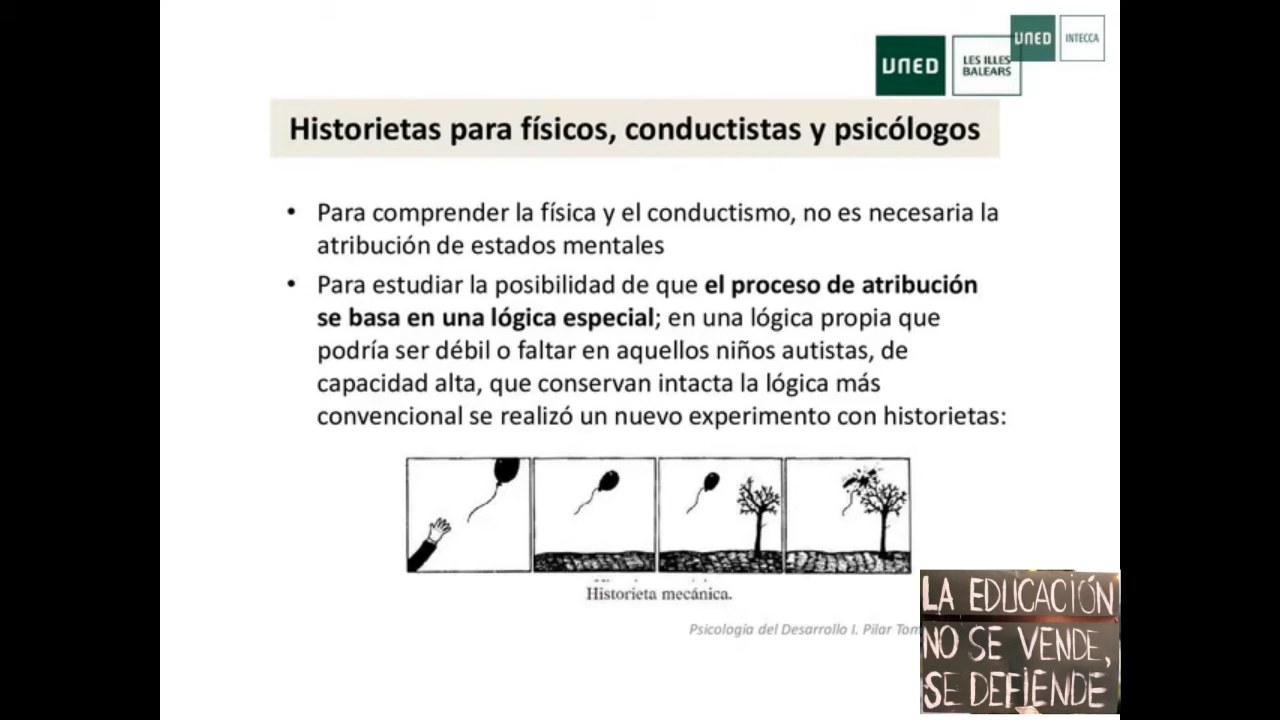 UNED
INTECCA
UNED
LES ILLES
BALEARS
Historietas para físicos, conductistas y psicólogos
• Para comprender la física y el conductismo, no es necesaria la
atribución de estados mentales
• Para estudiar la posibilidad de que el proceso de atribución
se basa en una lógica especial; en una lógica propia que
podría ser débil o faltar en aquellos niños autistas, de
capacidad alta, que conservan intacta la lógica más
convencional se realizó un nuevo experimento con historietas:
Historieta mecánica.
Psicología del Desarrollo I. Pilar Tom
LA EDUCACIÓN
NO SE VENDE,
SE DEFIENDE